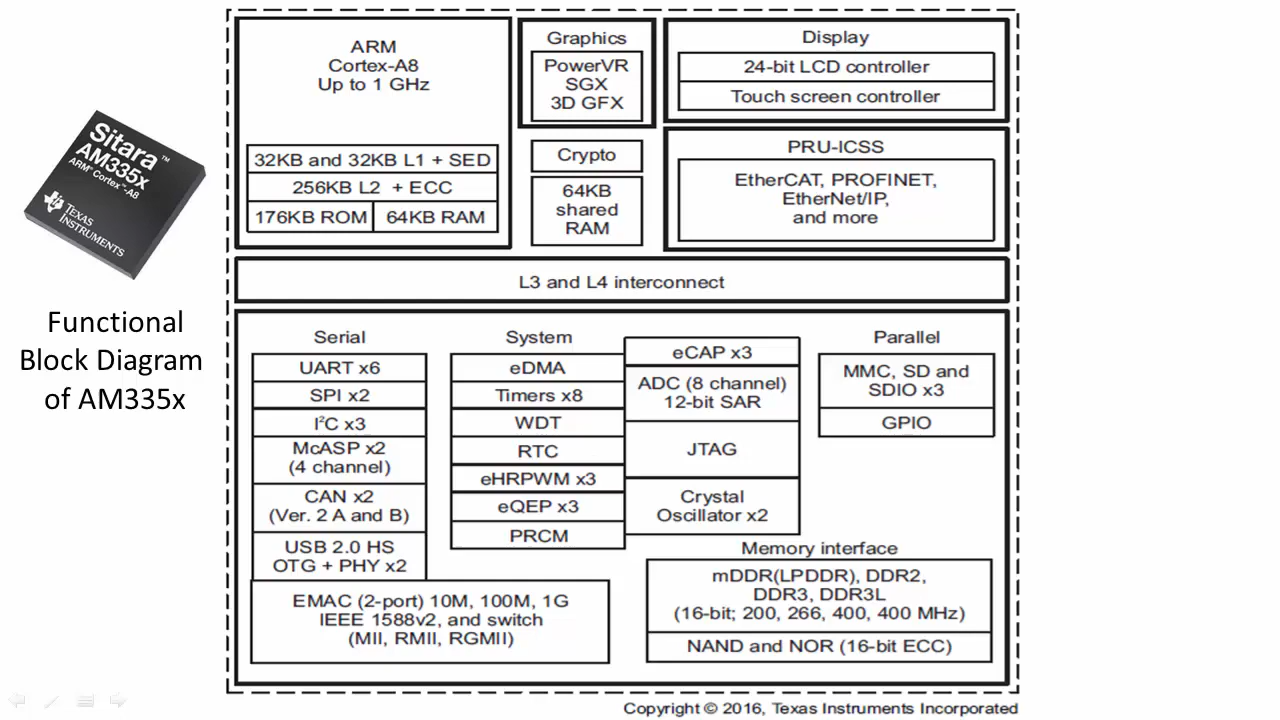 Sitara™
AM335x
ARM® Cortex™-A8
TEXAS
INSTRUMENTS
Functional
Block Diagram
of AM335x
ARM
Cortex-A8
Up to 1 GHz
32KB and 32KB L1 + SED
256KB L2 + ECC
176KB ROM
64KB RAM
Graphics
PowerVR
SGX
3D GFX
Crypto
64KB
shared
RAM
Display
24-bit LCD controller
Touch screen controller
PRU-ICSS
EtherCAT, PROFINET,
EtherNet/IP,
and more
L3 and L4 interconnect
Serial
UART x6
SPI x2
I²C x3
McASP x2
(4 channel)
CAN x2
(Ver. 2 A and B)
USB 2.0 HS
OTG + PHY x2
EMAC (2-port) 10M, 100M, 1G
IEEE 1588v2, and switch
(MII, RMII, RGMII)
System
eDMA
Timers x8
WDT
RTC
eHRPWM x3
eQEP x3
PRCM
eCAP x3
ADC (8 channel)
12-bit SAR
JTAG
Crystal
Oscillator x2
Parallel
MMC, SD and
SDIO x3
GPIO
Memory interface
mDDR(LPDDR), DDR2,
DDR3, DDR3L
(16-bit; 200, 266, 400, 400 MHz)
NAND and NOR (16-bit ECC)
Copyright © 2016, Texas Instruments Incorporated